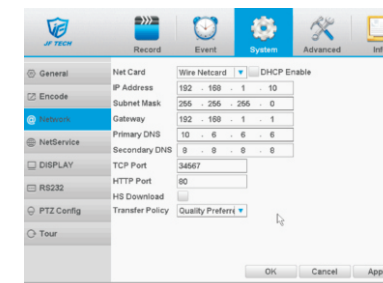 JF TECH
Record Event System Advanced Inf
General
Encode
Network
NetService
DISPLAY
RS232
PTZ Config
Tour
Net Card Wire Netcard DHCP Enable
IP Address 192 . 168 . 1 . 10
Subnet Mask 255 . 255 . 255 . 0
Gateway 192 . 168 . 1 . 1
Primary DNS 10 . 6 . 6 . 6
Secondary DNS 8 . 8 . 8 . 8
TCP Port 34567
HTTP Port 80
HS Download
Transfer Policy Quality Preferre
OK Cancel App